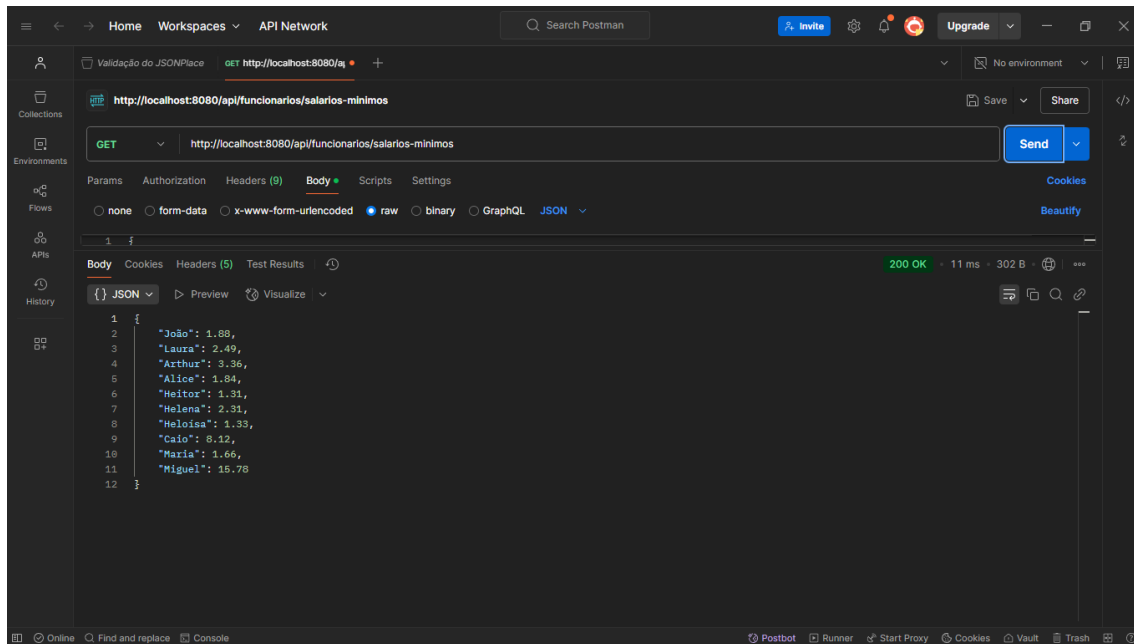 Home Workspaces API Network Search Postman Invite Upgrade
Validação do JSONPlace GET http://localhost:8080/a No environment
HTTP http://localhost:8080/api/funcionarios/salarios-minimos Save Share
Collections
GET http://localhost:8080/api/funcionarios/salarios-minimos Send
Environments
Params Authorization Headers (9) Body Scripts Settings Cookies
Flows
none form-data x-www-form-urlencoded raw binary GraphQL JSON Beautify
APIs
1 {
Body Cookies Headers (5) Test Results 200 OK 11 ms 302 B
History
{} JSON Preview Visualize
1 {
2 "João": 1.88,
3 "Laura": 2.49,
4 "Arthur": 3.36,
5 "Alice": 1.84,
6 "Heitor": 1.31,
7 "Helena": 2.31,
8 "Heloísa": 1.33,
9 "Caio": 8.12,
10 "Maria": 1.66,
11 "Miguel": 15.78
12 }
Online Find and replace Console Postbot Runner Start Proxy Cookies Vault Trash